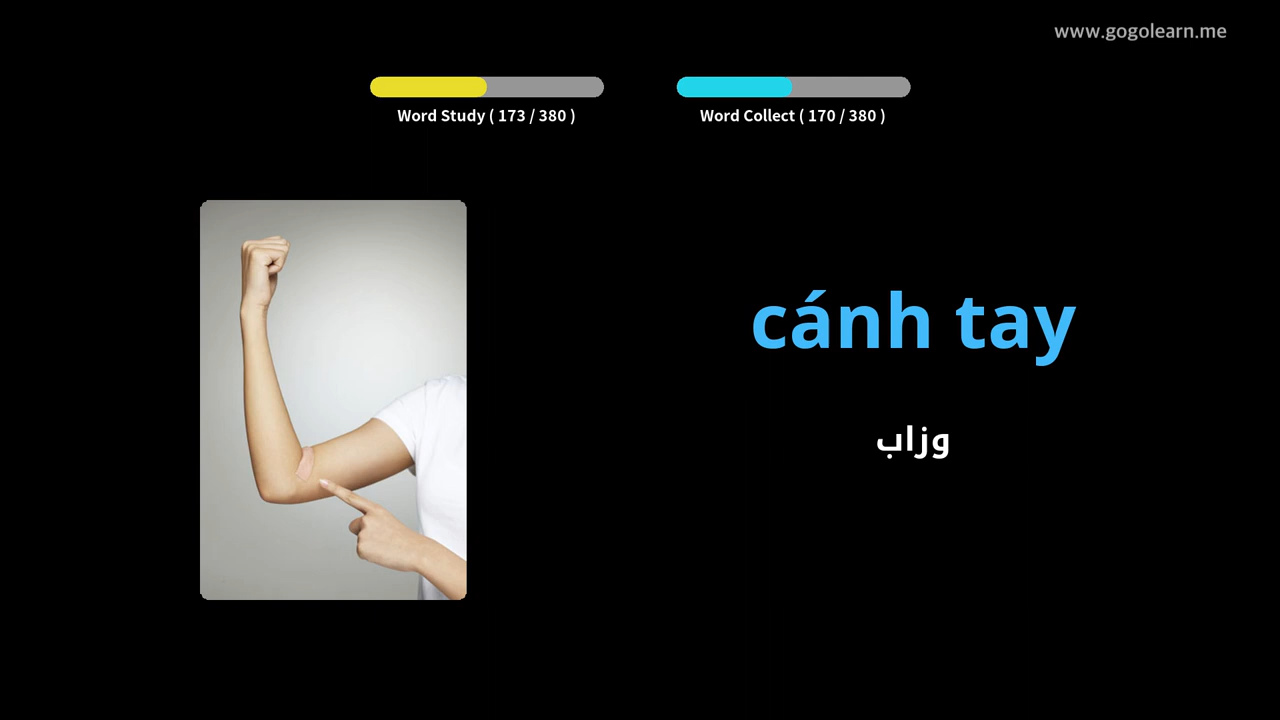 www.gogolearn.me
Word Study ( 173 / 380 )
Word Collect ( 170 / 380 )
cánh tay
وزاب